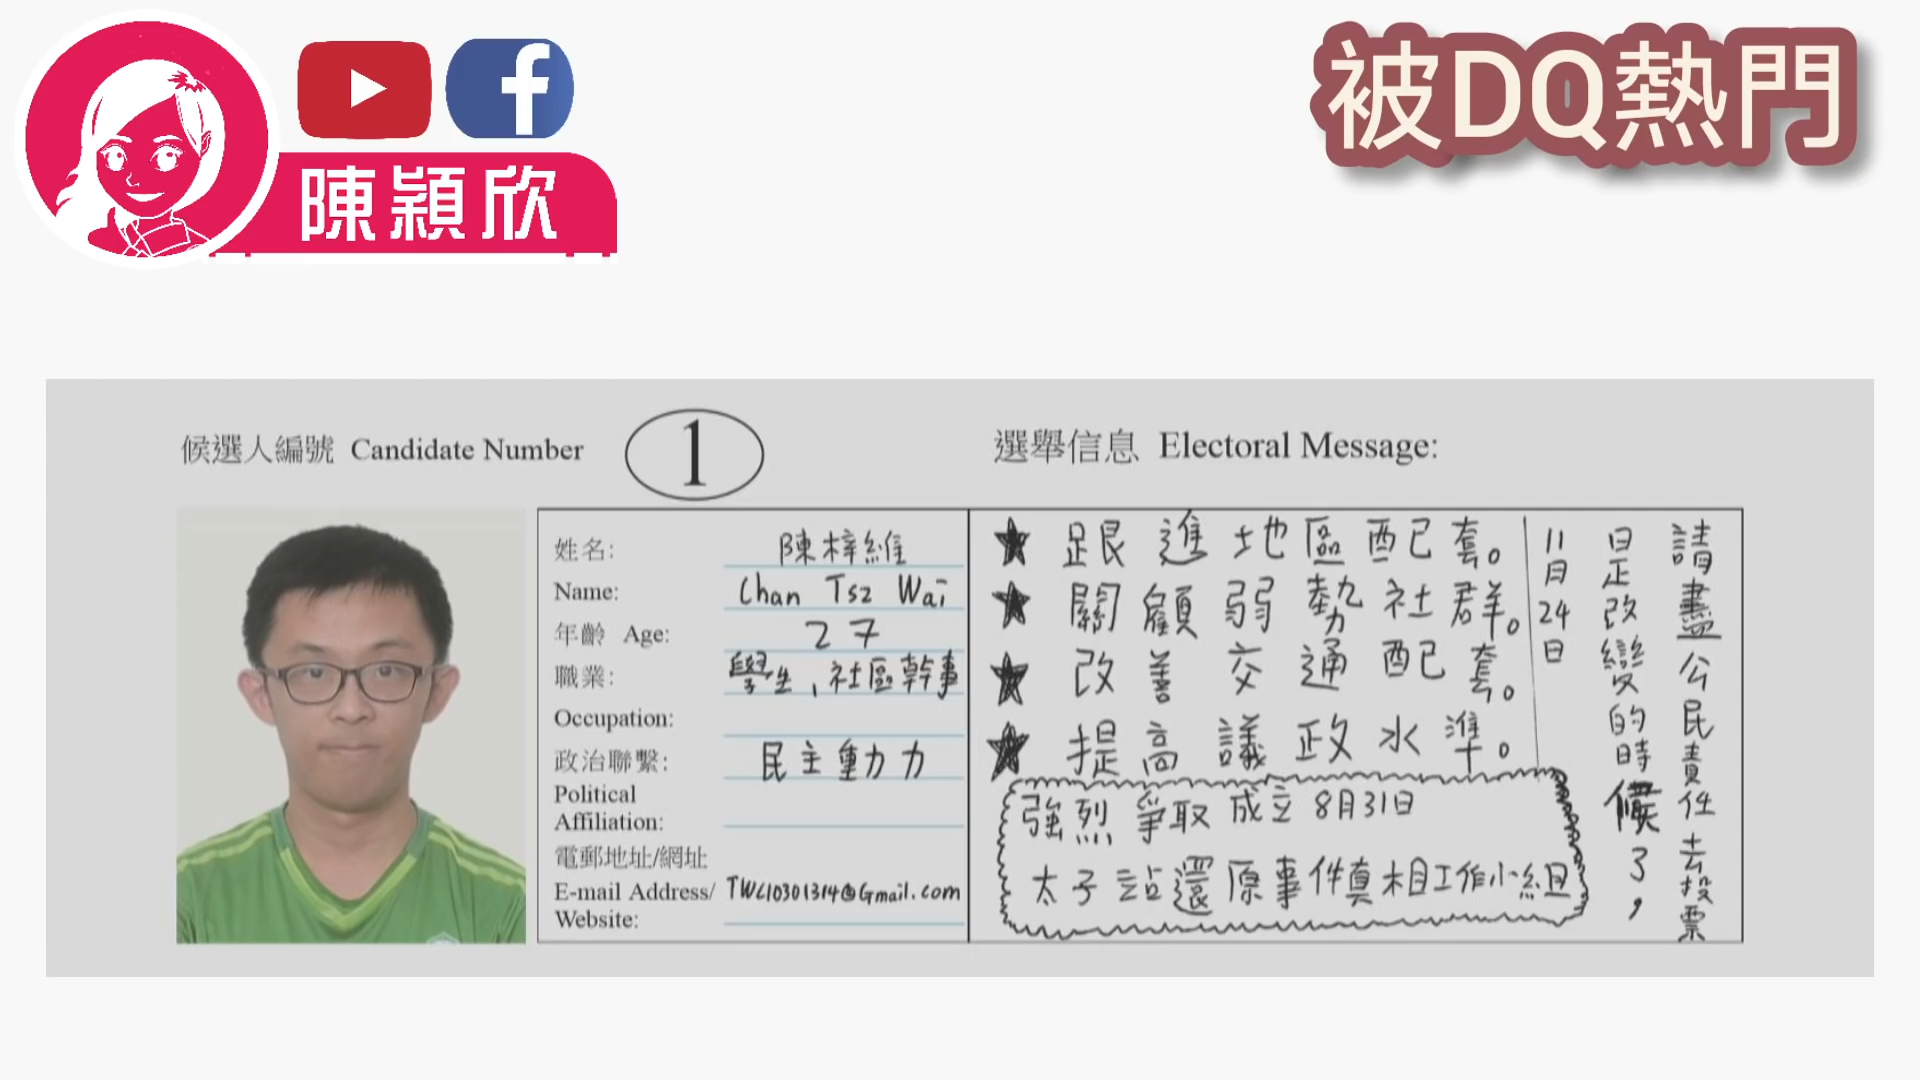 陳穎欣
被DQ熱門
候選人編號 Candidate Number 1
姓名: 陳梓維
Name: Chan Tsz Wai
年齡 Age: 27
職業: 學生,社區幹事
Occupation:
政治聯繫: 民主動力
Political
Affiliation:
電郵地址/網址
E-mail Address/ TWC10301314@Gmail.com
Website:
選舉信息 Electoral Message:
★ 跟進地區配套。
★ 關顧弱勢社群。
★ 改善交通配套。
★ 提高議政水準。
強烈爭取成立8月31日
太子站還原事件真相工作小組
請盡公民責任去投票
是正改變的時候了,
11月24日